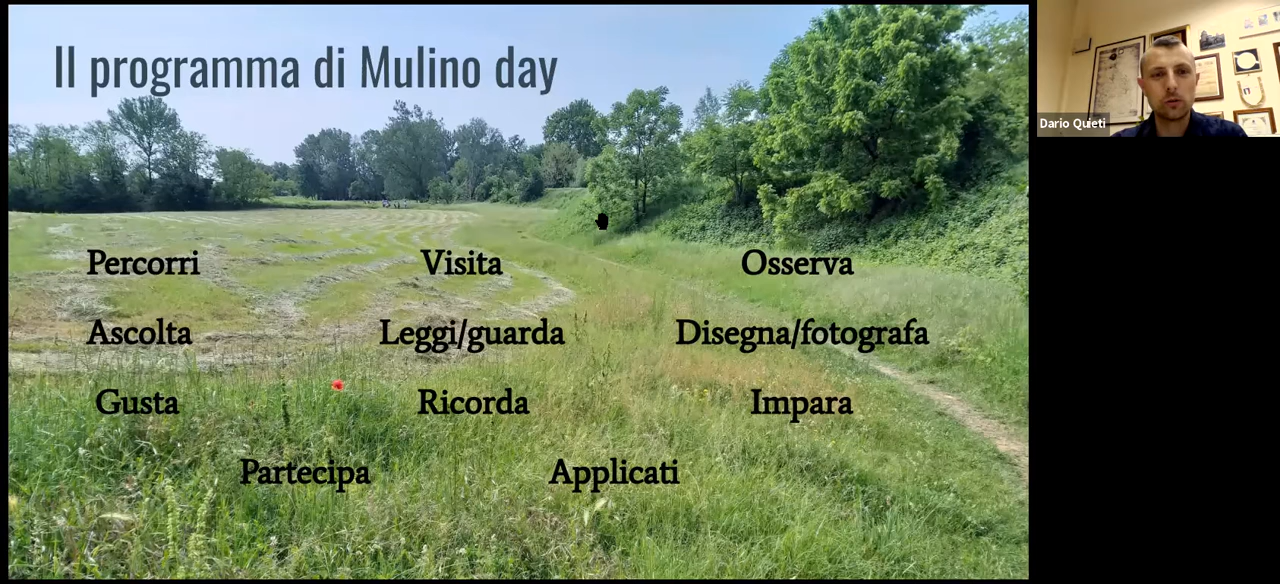 Il programma di Mulino day
Dario Quieti
Percorri Visita Osserva
Ascolta Leggi/guarda Disegna/fotografa
Gusta Ricorda Impara
Partecipa Applicati